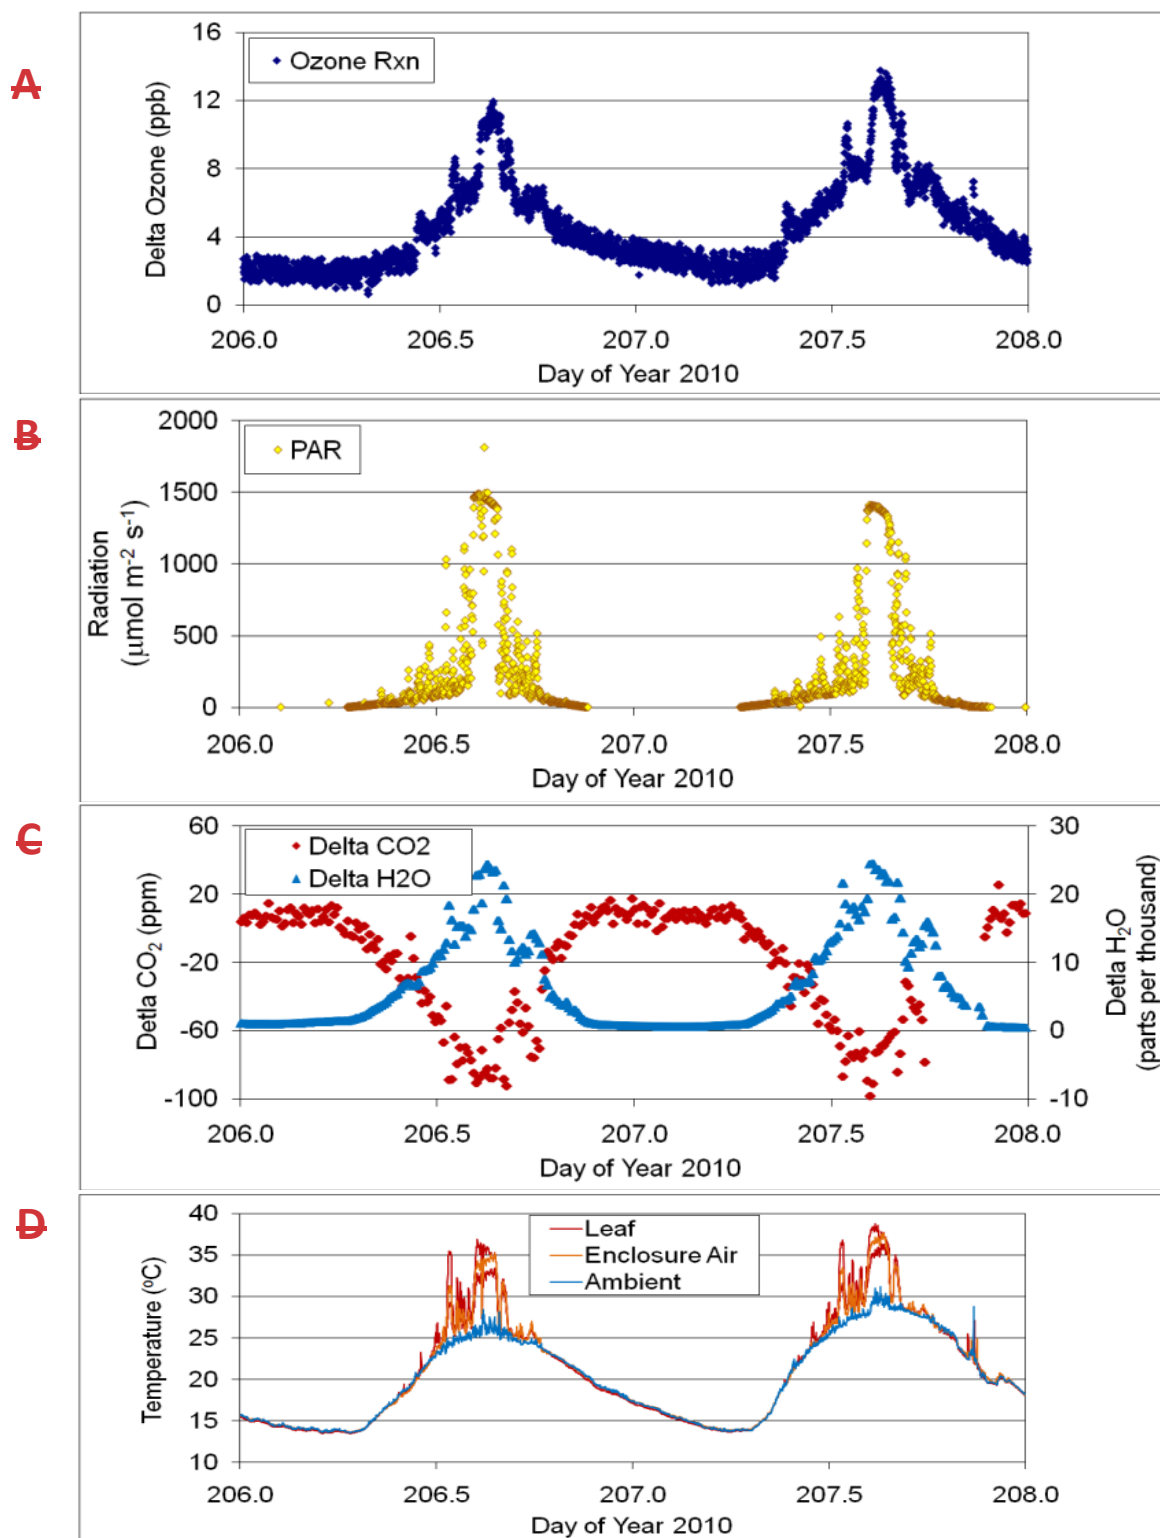 A
16
12
8
4
0
Delta Ozone (ppb)
Ozone Rxn
206.0 206.5 207.0 207.5 208.0
Day of Year 2010
B
2000
1500
1000
500
0
Radiation
(μmol m-2 s-1)
PAR
206.0 206.5 207.0 207.5 208.0
Day of Year 2010
C
60
20
-20
-60
-100
Detla CO2 (ppm)
Delta CO2
Delta H2O
30
20
10
0
-10
Detla H2O
(parts per thousand)
206.0 206.5 207.0 207.5 208.0
Day of Year 2010
D
40
35
30
25
20
15
10
Temperature (ºC)
Leaf
Enclosure Air
Ambient
206.0 206.5 207.0 207.5 208.0
Day of Year 2010